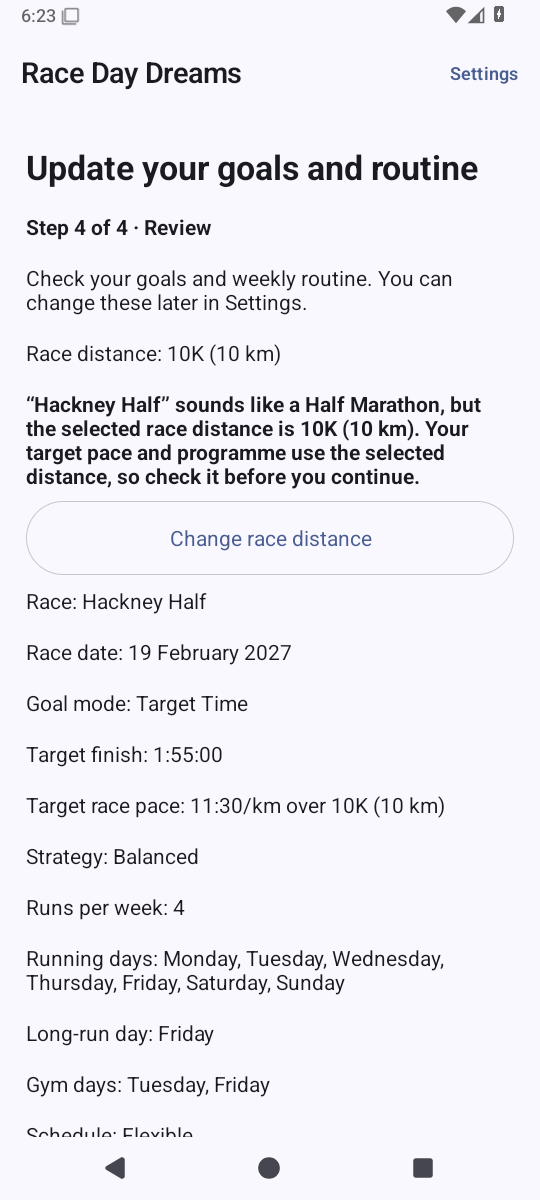 6:23
Race Day Dreams
Settings
Update your goals and routine
Step 4 of 4 · Review
Check your goals and weekly routine. You can
change these later in Settings.
Race distance: 10K (10 km)
“Hackney Half” sounds like a Half Marathon, but
the selected race distance is 10K (10 km). Your
target pace and programme use the selected
distance, so check it before you continue.
Change race distance
Race: Hackney Half
Race date: 19 February 2027
Goal mode: Target Time
Target finish: 1:55:00
Target race pace: 11:30/km over 10K (10 km)
Strategy: Balanced
Runs per week: 4
Running days: Monday, Tuesday, Wednesday,
Thursday, Friday, Saturday, Sunday
Long-run day: Friday
Gym days: Tuesday, Friday
Schedule: Flexible